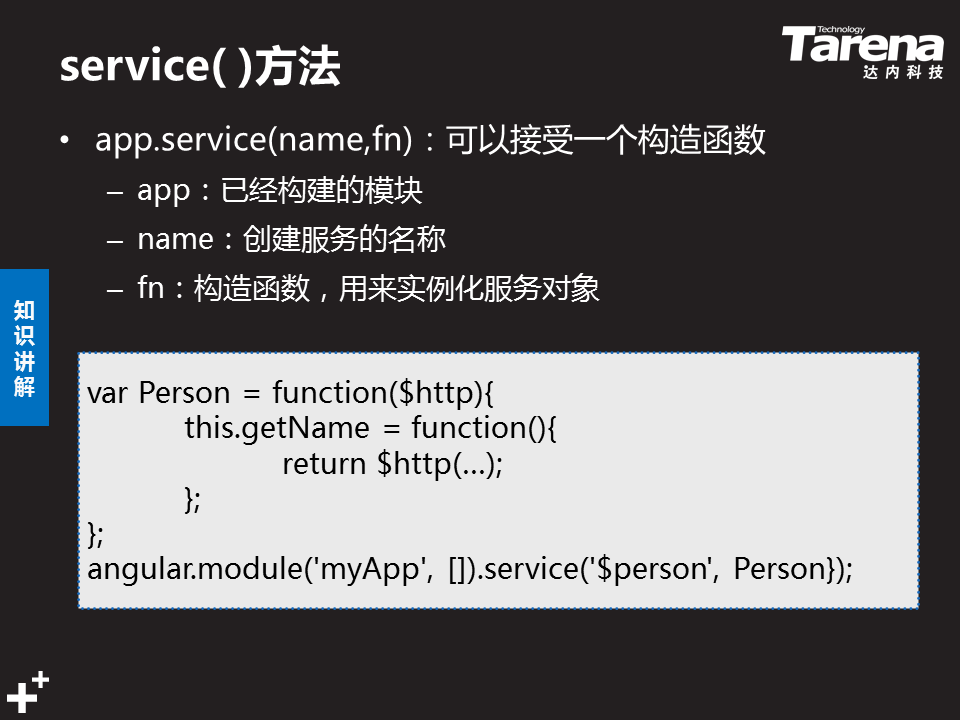 service( )方法
Technology
Tarena
达内科技
• app.service(name,fn)：可以接受一个构造函数
– app：已经构建的模块
– name：创建服务的名称
– fn：构造函数，用来实例化服务对象
知识讲解
var Person = function($http){
this.getName = function(){
return $http(…);
};
};
angular.module('myApp', []).service('$person', Person});